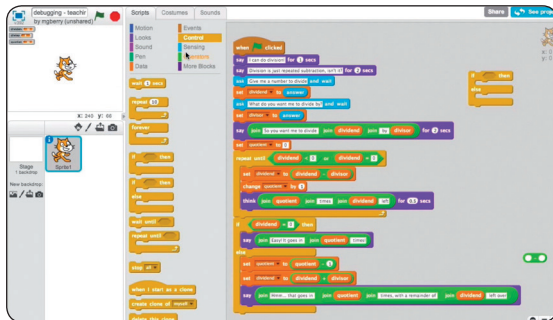 debugging - teachir
by mgberry (unshared)
Scripts Costumes Sounds
Share See proje
Motion Events
Looks Control
Sound Sensing
Pen Operators
Data More Blocks
wait 1 secs
repeat 10
forever
if then
if then
else
wait until
repeat until
stop all
when I start as a clone
create clone of myself
delete this clone
x: 243 y: 66
Stage
1 backdrop
Sprite1
New backdrop:
when clicked
say I can do division! for 1 secs
say Division is just repeated subtraction, isn't it? for 2 secs
ask Give me a number to divide and wait
set dividend to answer
ask What do you want me to divide by? and wait
set divisor to answer
say join So you want me to divide join dividend join by divisor for 2 secs
set quotient to 0
repeat until dividend < 0 or dividend = 0
set dividend to dividend - divisor
change quotient by 1
think join quotient join times join dividend left for 0.5 secs
if dividend = 0 then
say join Easy! It goes in join quotient times
else
set quotient to quotient - 1
set dividend to dividend + divisor
say join Hmm... that goes in join quotient join times, with a remainder of join dividend left over
if then
else